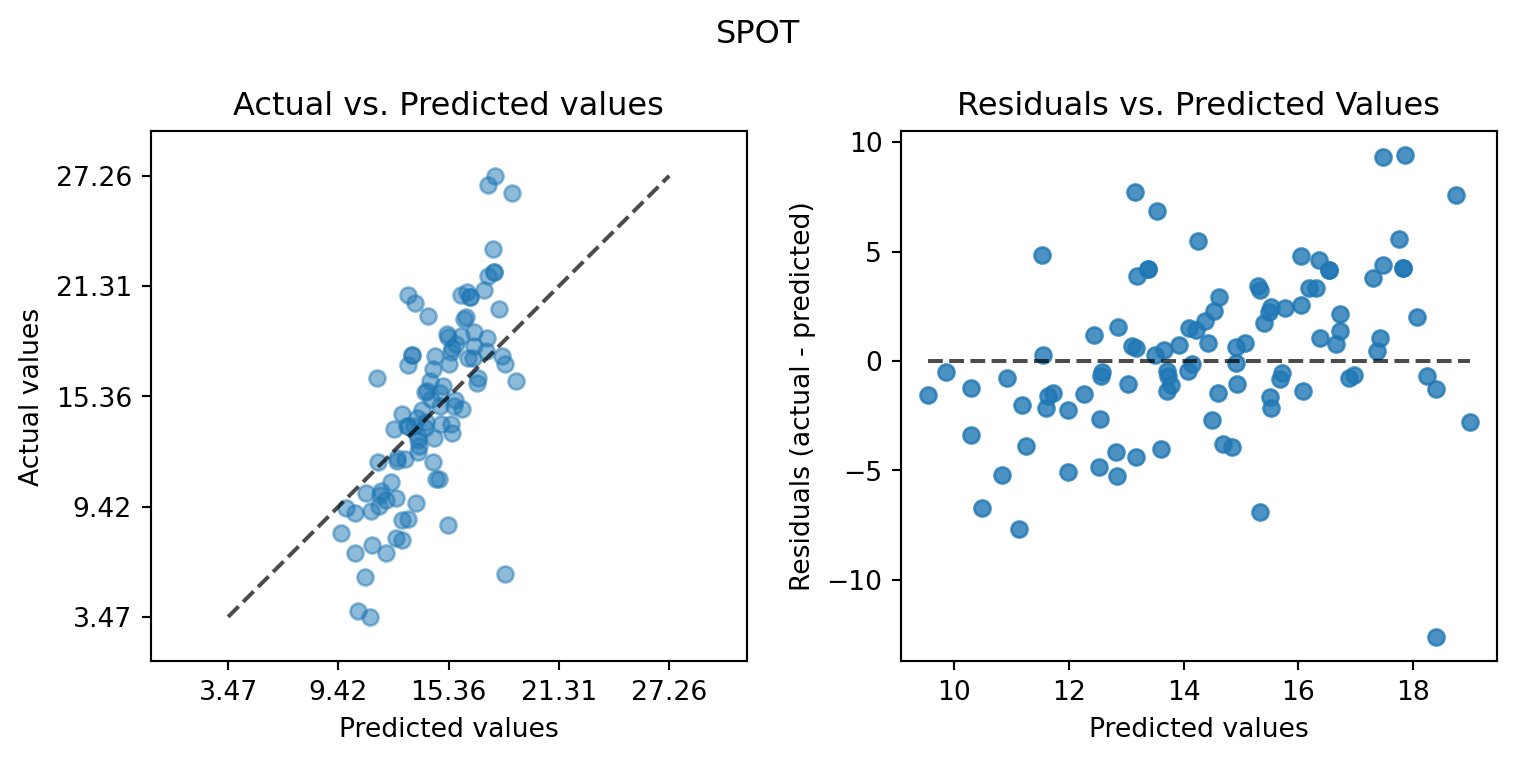 SPOT
Actual vs. Predicted values
27.26
21.31
15.36
9.42
3.47
Actual values
3.47 9.42 15.36 21.31 27.26
Predicted values
Residuals vs. Predicted Values
10
5
0
−5
−10
Residuals (actual - predicted)
10 12 14 16 18
Predicted values